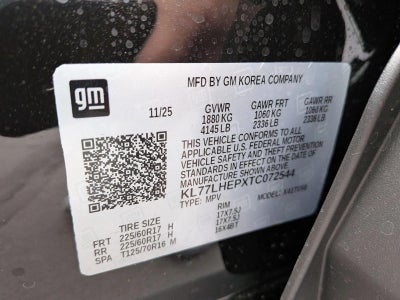 gm
MFD BY GM KOREA COMPANY
11/25 GVWR GAWR FRT GAWR RR
1880 KG 1060 KG 1060 KG
4145 LB 2336 LB 2336 LB
THIS VEHICLE CONFORMS TO ALL
APPLICABLE U.S. FEDERAL MOTOR
VEHICLE SAFETY AND THEFT PREVENTION
STANDARDS IN EFFECT ON THE DATE OF
MANUFACTURE SHOWN ABOVE.
KL77LHEPXTC072544
TYPE: MPV MODEL:
TIRE SIZE RIM
FRT 225/60R17 H 17X7.5J
RR 225/60R17 H 17X7.5J
SPA T125/70R16 M 16X4BT